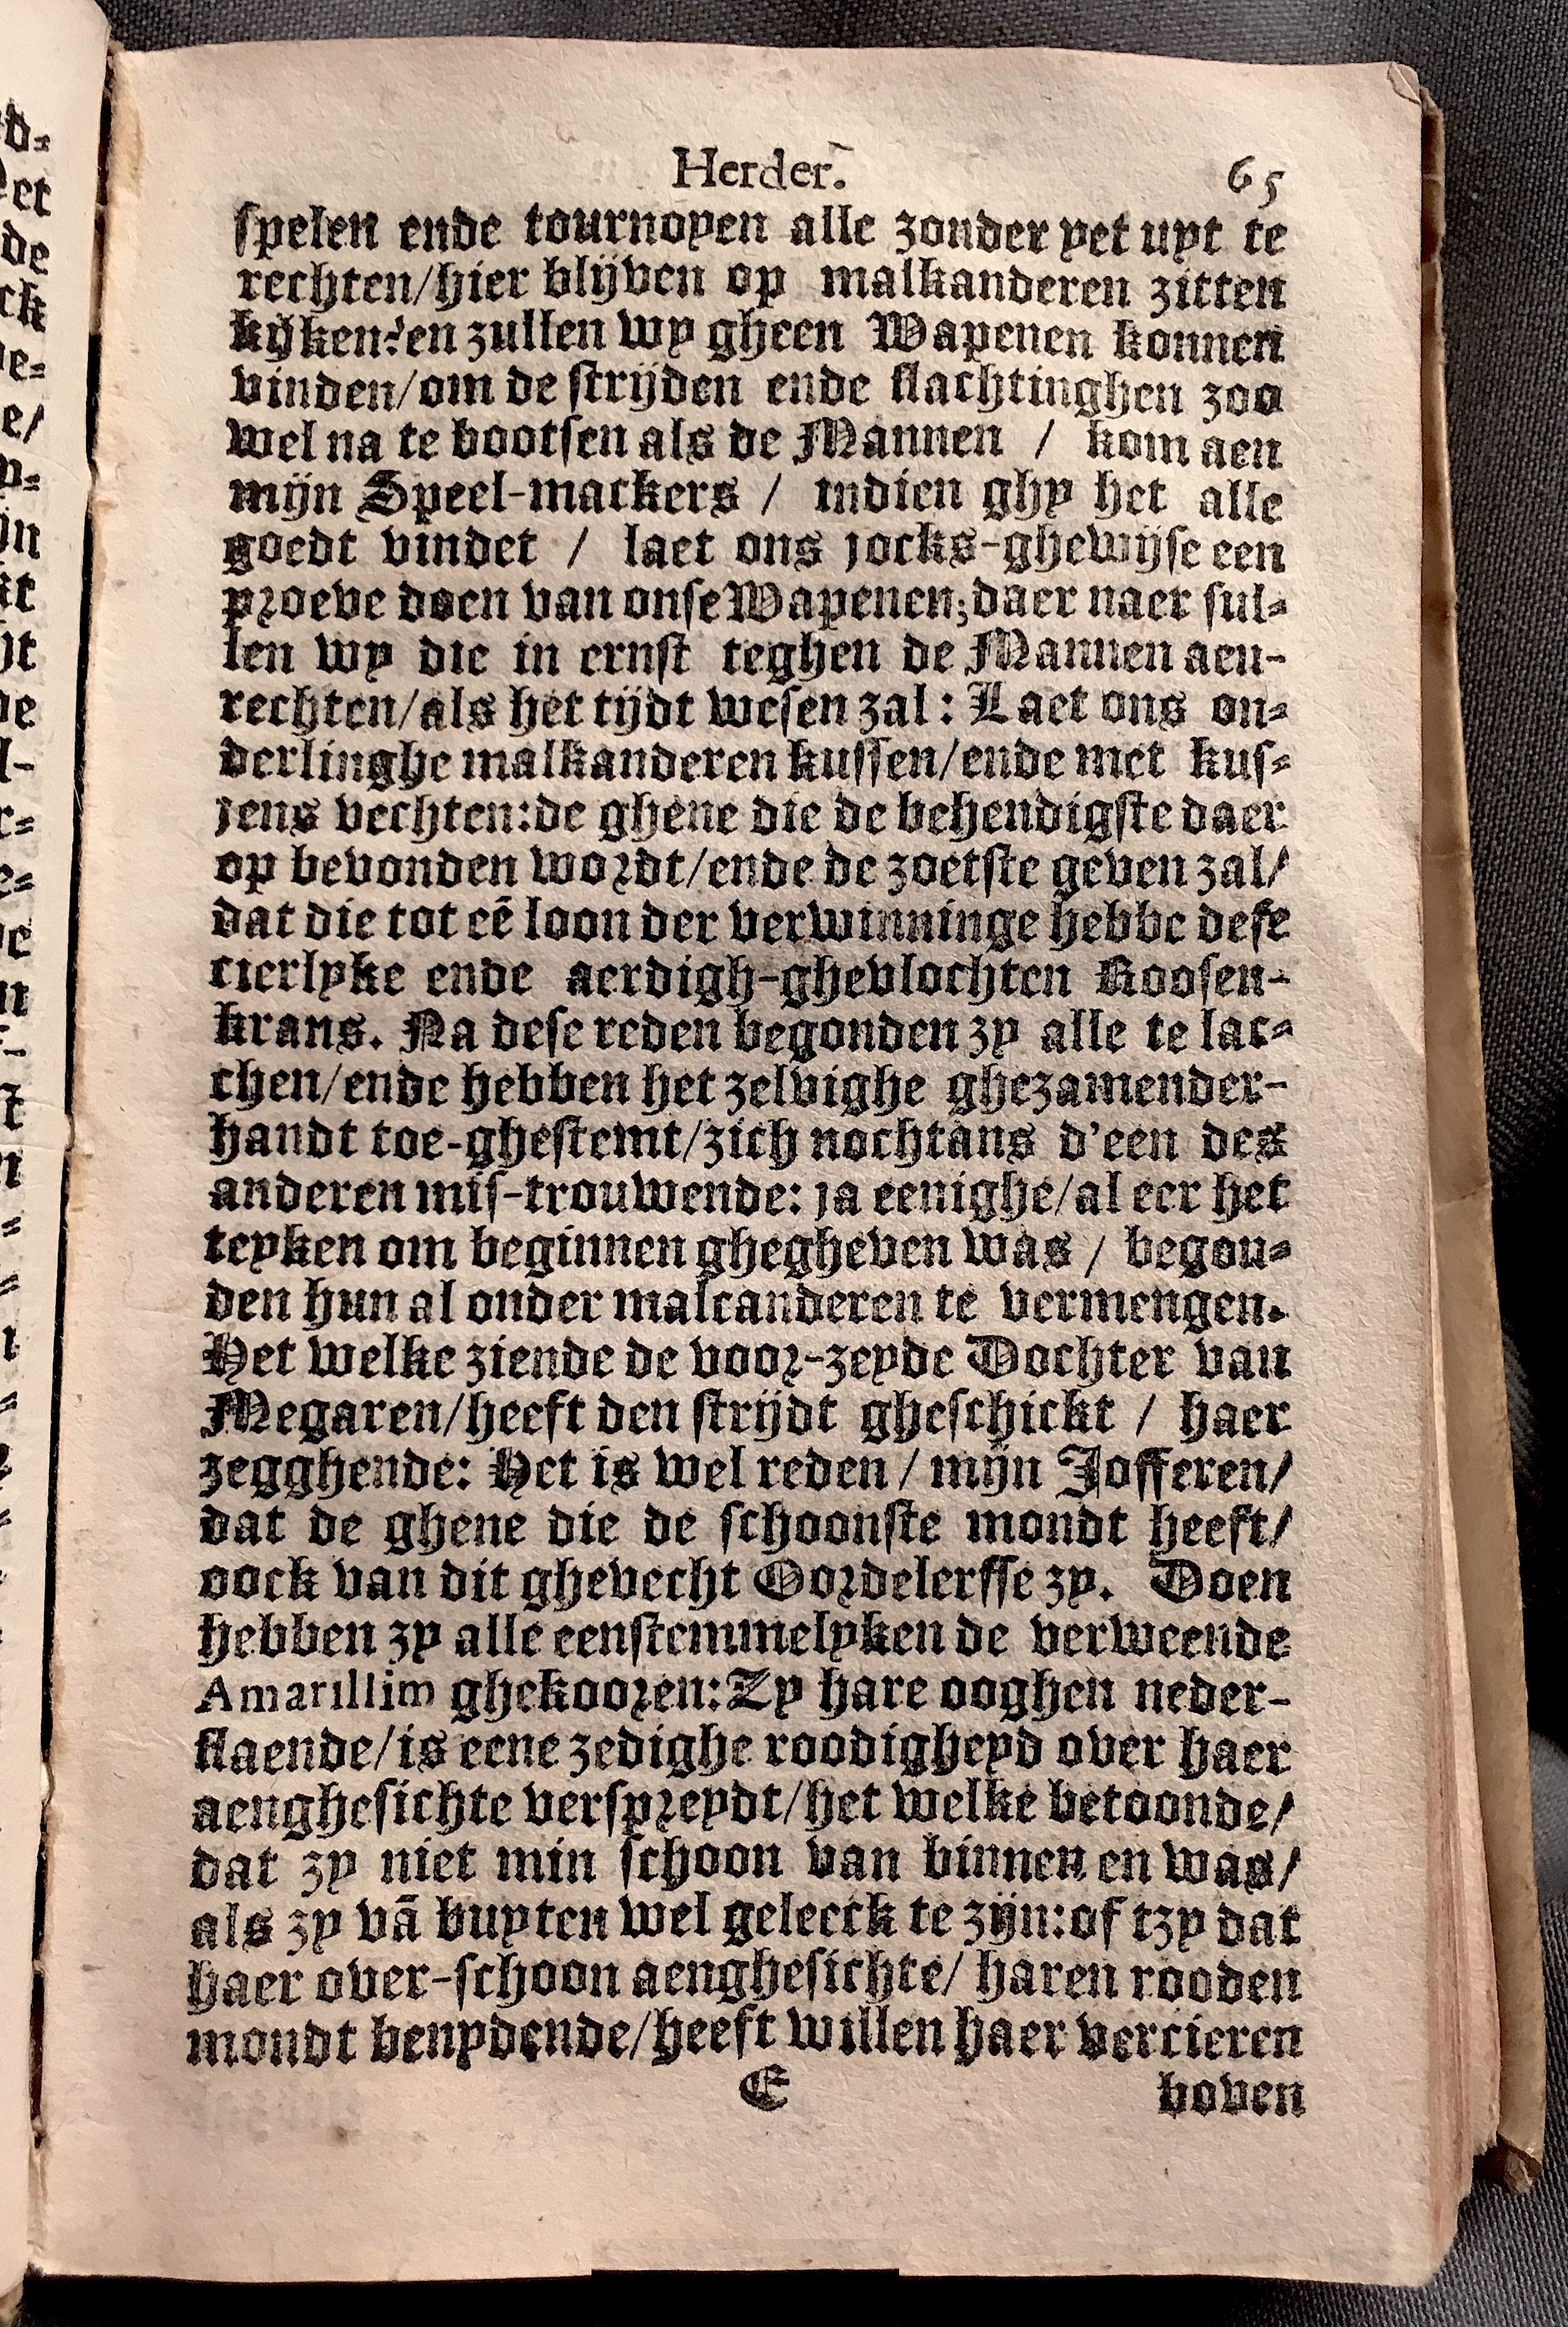 Herder. 65
spelen ende tournoyen alle zonder yet uyt te
rechten/hier blijven op malkanderen zitten
kijken?en zullen wy gheen Wapenen konnen
vinden/om de strijden ende slachtinghen zoo
wel na te bootsen als de Mannen / kom aen
mijn Speel-mackers / indien ghy het alle
goedt vindet / laet ons jocks-ghewijse een
proeve doen van onse Wapenen;daer naer sul-
len wy die in ernst teghen de Mannen aen-
rechten/als het tijdt wesen zal: Laet ons on-
derlinghe malkanderen kussen/ende met kus-
jens vechten:de ghene die de behendigste daer
op bevonden wordt/ende de zoetste geven zal/
dat die tot eē loon der verwinninge hebbe dese
cierlyke ende aerdigh-ghevlochten Roosen-
krans. Na dese reden begonden zy alle te lac-
chen/ende hebben het zelvighe ghezamender-
handt toe-ghestemt/zich nochtans d'een des
anderen mis-trouwende: ja eenighe/al eer het
teyken om beginnen ghegheven was / begon-
den hun al onder malcanderen te vermengen.
Het welke ziende de voor-zeyde Dochter van
Megaren/heeft den strijdt gheschickt / haer
zegghende: Het is wel reden / mijn Jofferen/
dat de ghene die de schoonste mondt heeft/
oock van dit ghevecht Oordelersse zy. Doen
hebben zy alle eenstemmelyken de verweende
Amarillim ghekooren:Zy hare ooghen neder-
slaende/is eene zedighe roodigheyd over haer
aenghesichte verspreydt/het welke betoonde/
dat zy niet min schoon van binnen en was/
als zy vā buyten wel geleeck te zijn:of tzy dat
haer over-schoon aenghesichte/ haren rooden
mondt benydende/heeft willen haer vercieren
E boven